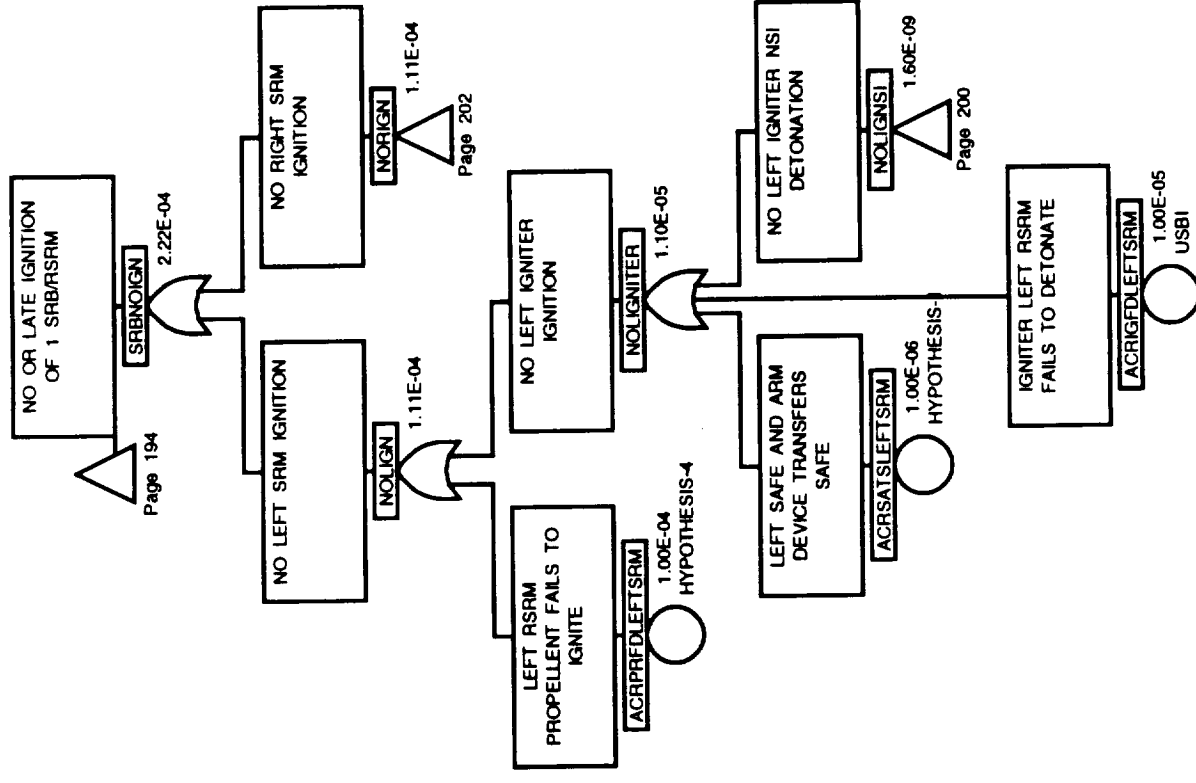 NO OR LATE IGNITION
OF 1 SRB/RSRM
Page 194
SRBNOIGN
2.22E-04
NO LEFT SRM IGNITION
NOLIGN
1.11E-04
NO RIGHT SRM
IGNITION
NORIGN
1.11E-04
Page 202
LEFT RSRM
PROPELLENT FAILS TO
IGNITE
ACRPRFDLEFTSRM
1.00E-04
HYPOTHESIS-4
NO LEFT IGNITER
IGNITION
NOLIGNITER
1.10E-05
LEFT SAFE AND ARM
DEVICE TRANSFERS
SAFE
ACRSATSLEFTSRM
1.00E-06
NO LEFT IGNITER NSI
DETONATION
NOLIGNSI
1.60E-09
Page 200
IGNITER LEFT RSRM
FAILS TO DETONATE
ACRIGFDLEFTSRM
1.00E-05
USBI